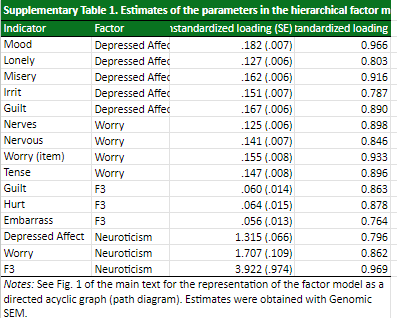 Supplementary Table 1. Estimates of the parameters in the hierarchical factor m
Indicator Factor nstandardized loading (SE) tandardized loading
Mood Depressed Affec .182 (.007) 0.966
Lonely Depressed Affec .127 (.006) 0.803
Misery Depressed Affec .162 (.006) 0.916
Irrit Depressed Affec .151 (.007) 0.787
Guilt Depressed Affec .167 (.006) 0.890
Nerves Worry .125 (.006) 0.898
Nervous Worry .141 (.007) 0.846
Worry (item) Worry .155 (.008) 0.933
Tense Worry .147 (.008) 0.896
Guilt F3 .060 (.014) 0.863
Hurt F3 .064 (.015) 0.878
Embarrass F3 .056 (.013) 0.764
Depressed Affect Neuroticism 1.315 (.066) 0.796
Worry Neuroticism 1.707 (.109) 0.862
F3 Neuroticism 3.922 (.974) 0.969
Notes: See Fig. 1 of the main text for the representation of the factor model as a
directed acyclic graph (path diagram). Estimates were obtained with Genomic
SEM.